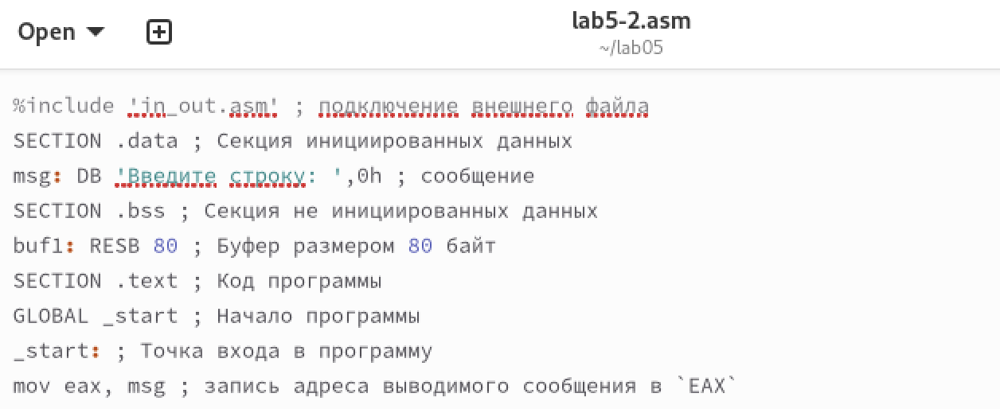 Open
lab5-2.asm
~/lab05
%include 'in_out.asm' ; подключение внешнего файла
SECTION .data ; Секция инициированных данных
msg: DB 'Введите строку: ',0h ; сообщение
SECTION .bss ; Секция не инициированных данных
buf1: RESB 80 ; Буфер размером 80 байт
SECTION .text ; Код программы
GLOBAL _start ; Начало программы
_start: ; Точка входа в программу
mov eax, msg ; запись адреса выводимого сообщения в `EAX`